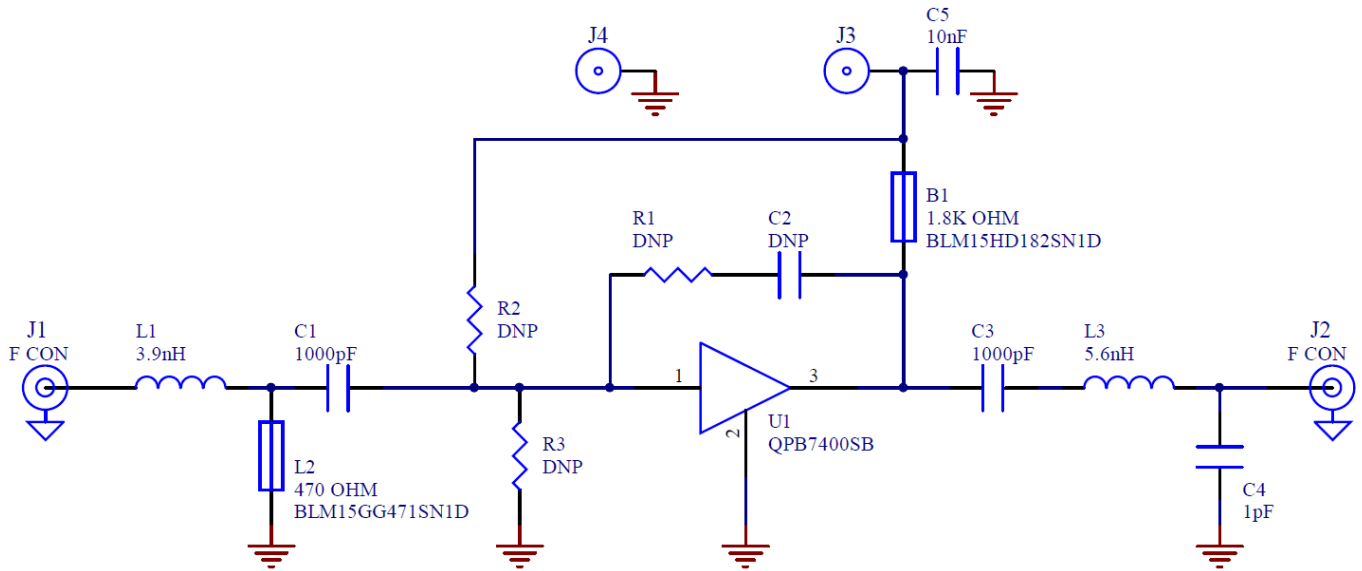 C5
10nF
J4
J3
B1
1.8K OHM
BLM15HD182SN1D
R1
DNP
C2
DNP
R2
DNP
J1
F CON
L1
3.9nH
C1
1000pF
C3
1000pF
L3
5.6nH
J2
F CON
1
3
2
U1
QPB7400SB
R3
DNP
L2
470 OHM
BLM15GG471SN1D
C4
1pF